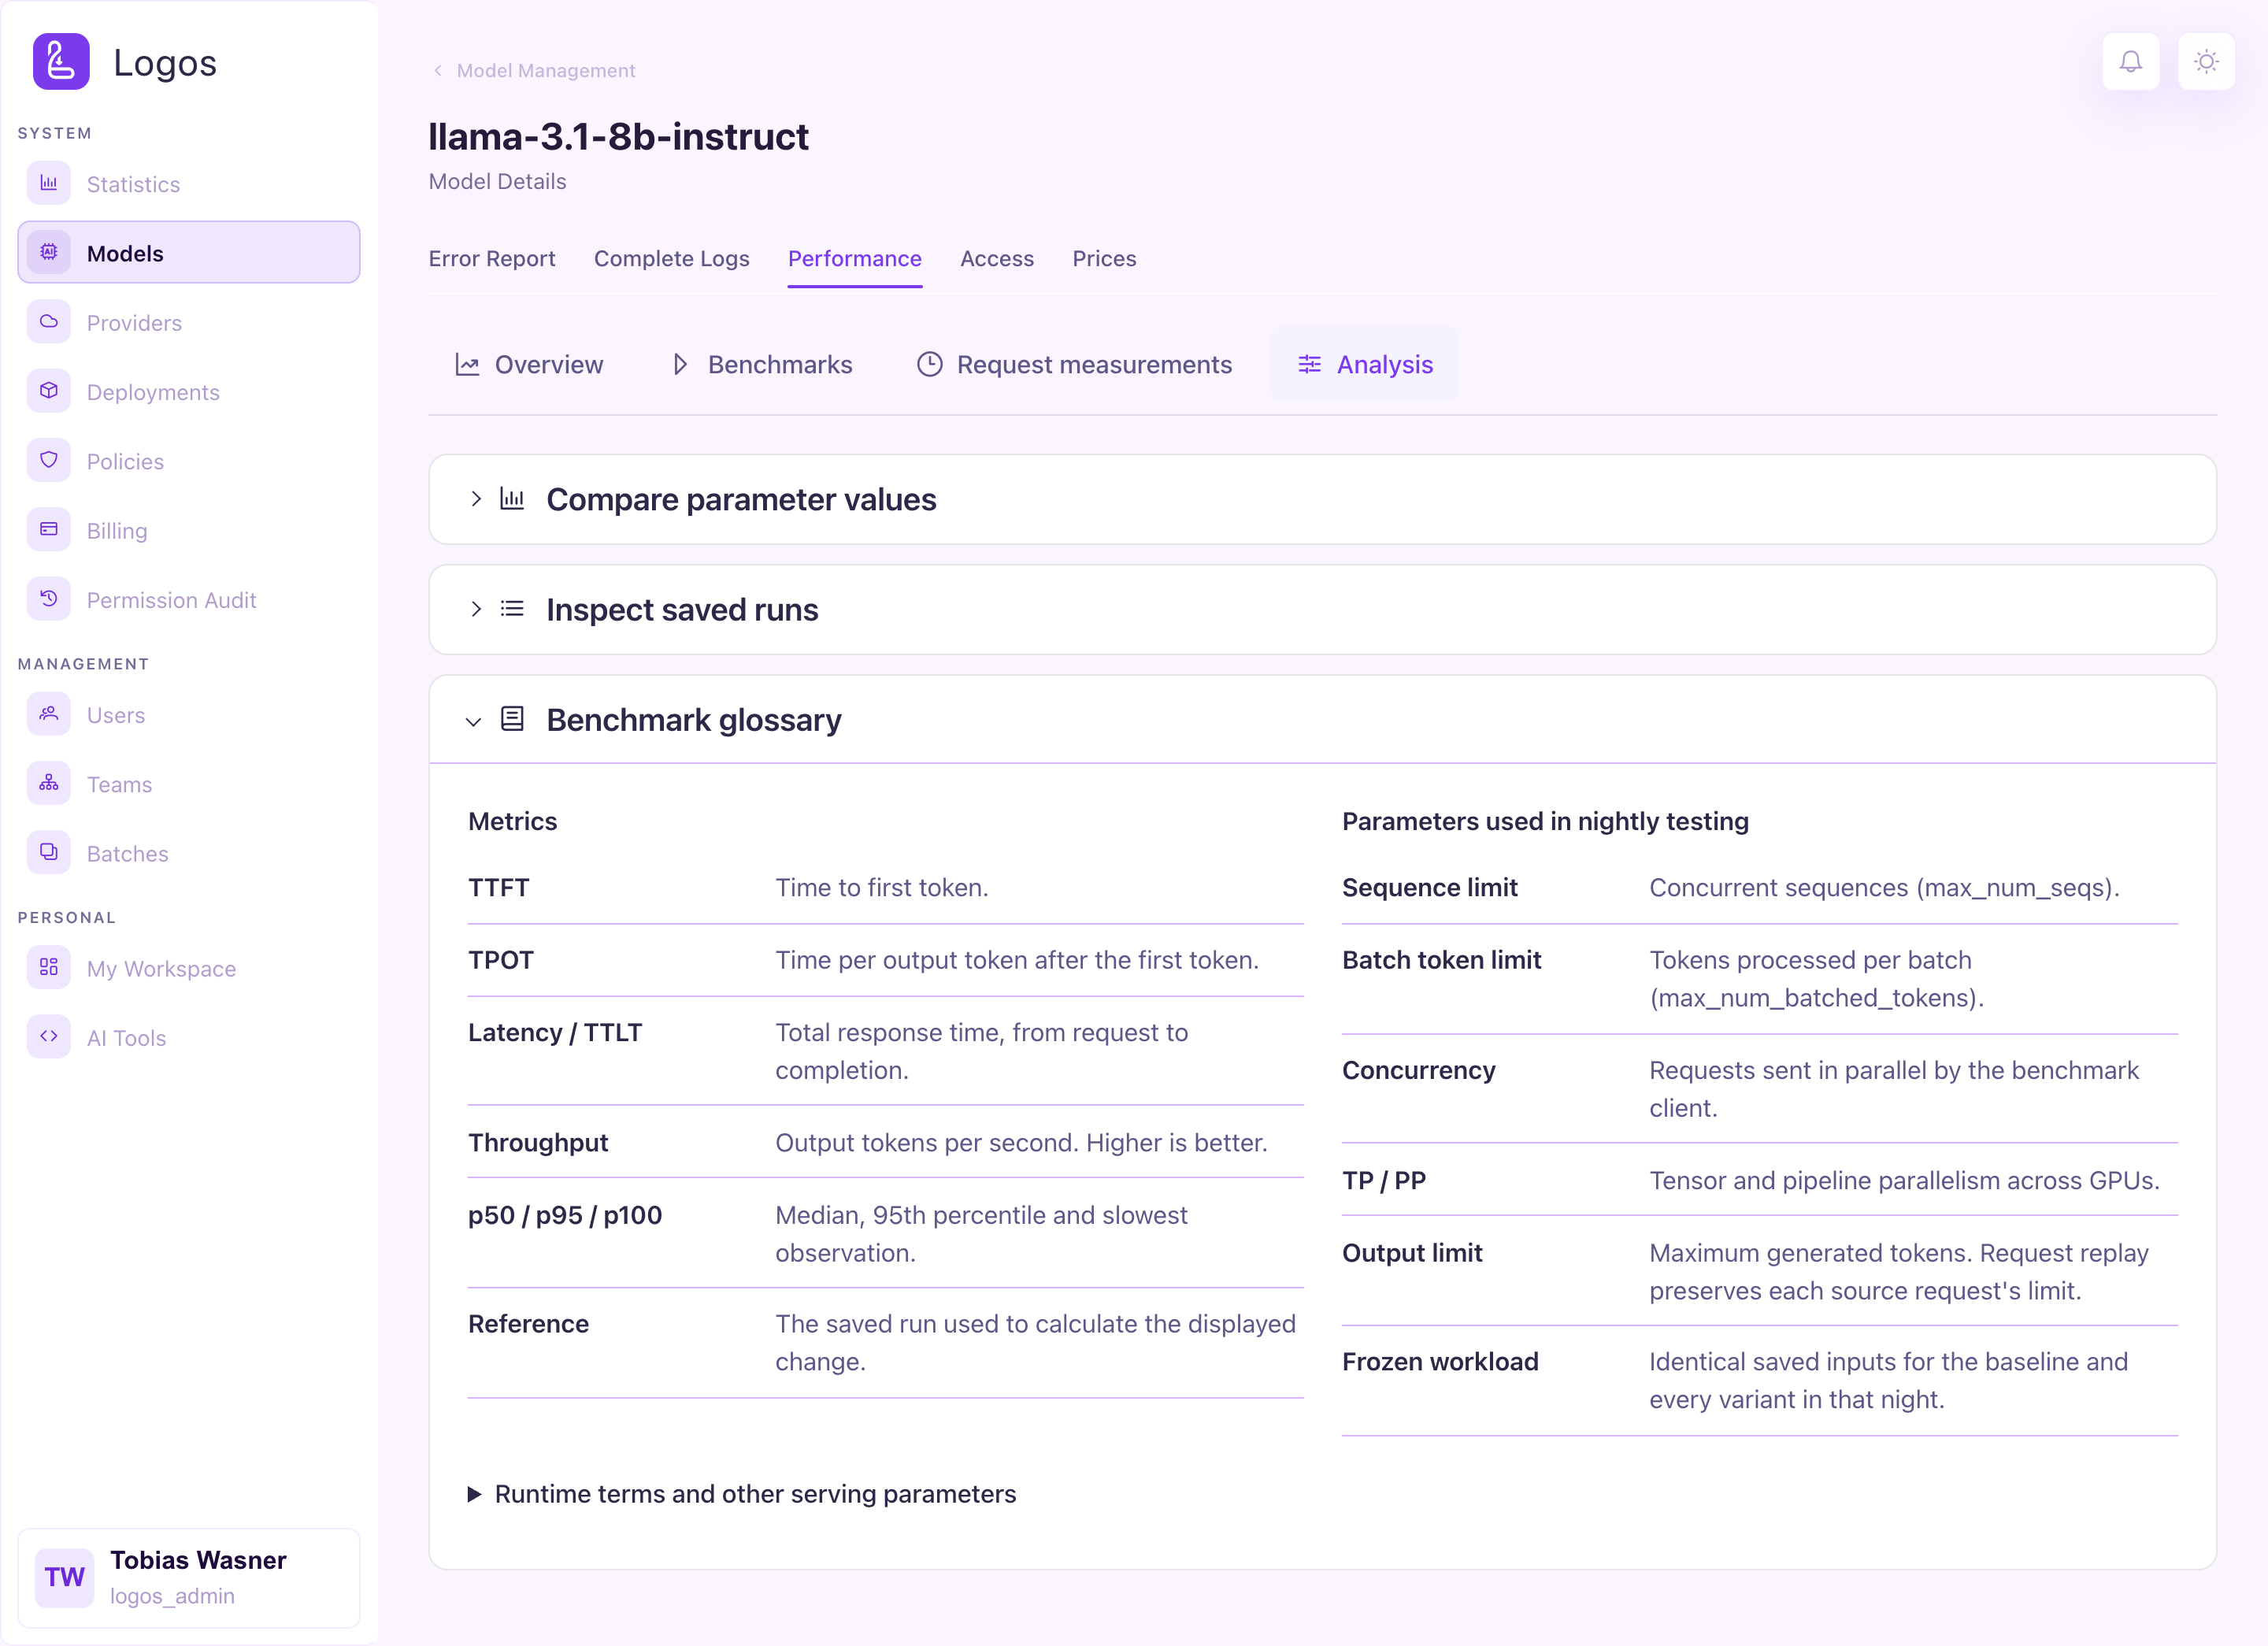 Logos
SYSTEM
Statistics
Models
Providers
Deployments
Policies
Billing
Permission Audit
MANAGEMENT
Users
Teams
Batches
PERSONAL
My Workspace
AI Tools
TW
Tobias Wasner
logos_admin
Model Management
llama-3.1-8b-instruct
Model Details
Error Report
Complete Logs
Performance
Access
Prices
Overview
Benchmarks
Request measurements
Analysis
Compare parameter values
Inspect saved runs
Benchmark glossary
Metrics
TTFT
Time to first token.
TPOT
Time per output token after the first token.
Latency / TTLT
Total response time, from request to
completion.
Throughput
Output tokens per second. Higher is better.
p50 / p95 / p100
Median, 95th percentile and slowest
observation.
Reference
The saved run used to calculate the displayed
change.
Parameters used in nightly testing
Sequence limit
Concurrent sequences (max_num_seqs).
Batch token limit
Tokens processed per batch
(max_num_batched_tokens).
Concurrency
Requests sent in parallel by the benchmark
client.
TP / PP
Tensor and pipeline parallelism across GPUs.
Output limit
Maximum generated tokens. Request replay
preserves each source request's limit.
Frozen workload
Identical saved inputs for the baseline and
every variant in that night.
Runtime terms and other serving parameters